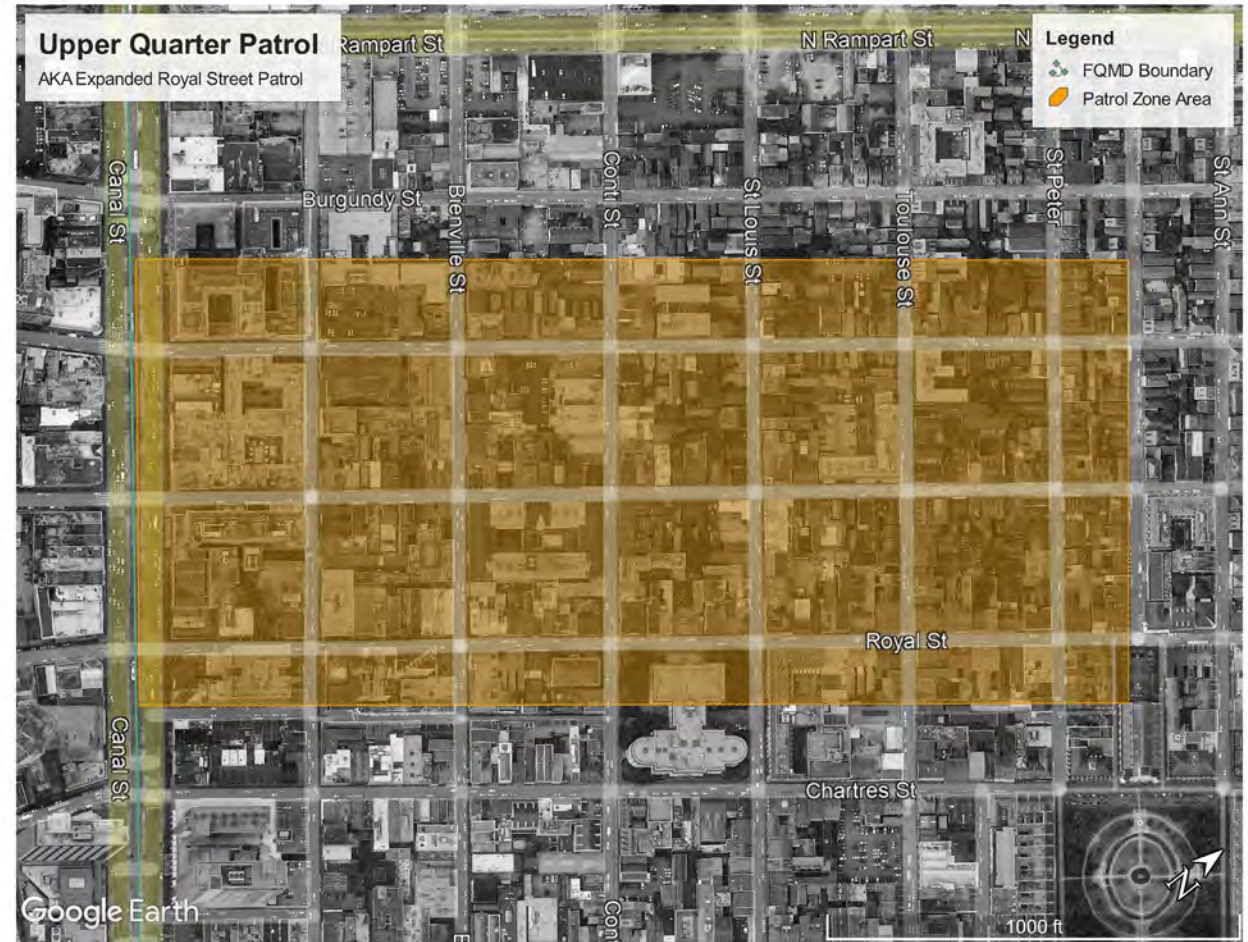 Upper Quarter Patrol
AKA Expanded Royal Street Patrol
Rampart St
N Rampart St
N
Legend
FQMD Boundary
Patrol Zone Area
Canal St
Burgundy St
Bienville St
Conti St
St Louis St
Toulouse St
St Peter
St Ann St
Royal St
Canal St
Chartres St
Con
Google Earth
1000 ft
N